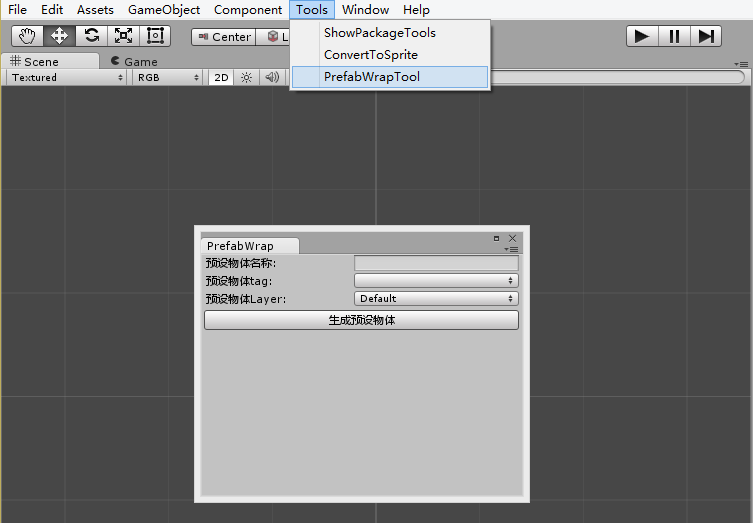 File Edit Assets GameObject Component Tools Window Help
ShowPackageTools
ConvertToSprite
PrefabWrapTool
Center L
Scene Game
Textured RGB 2D
PrefabWrap
预设物体名称:
预设物体tag:
预设物体Layer: Default
生成预设物体